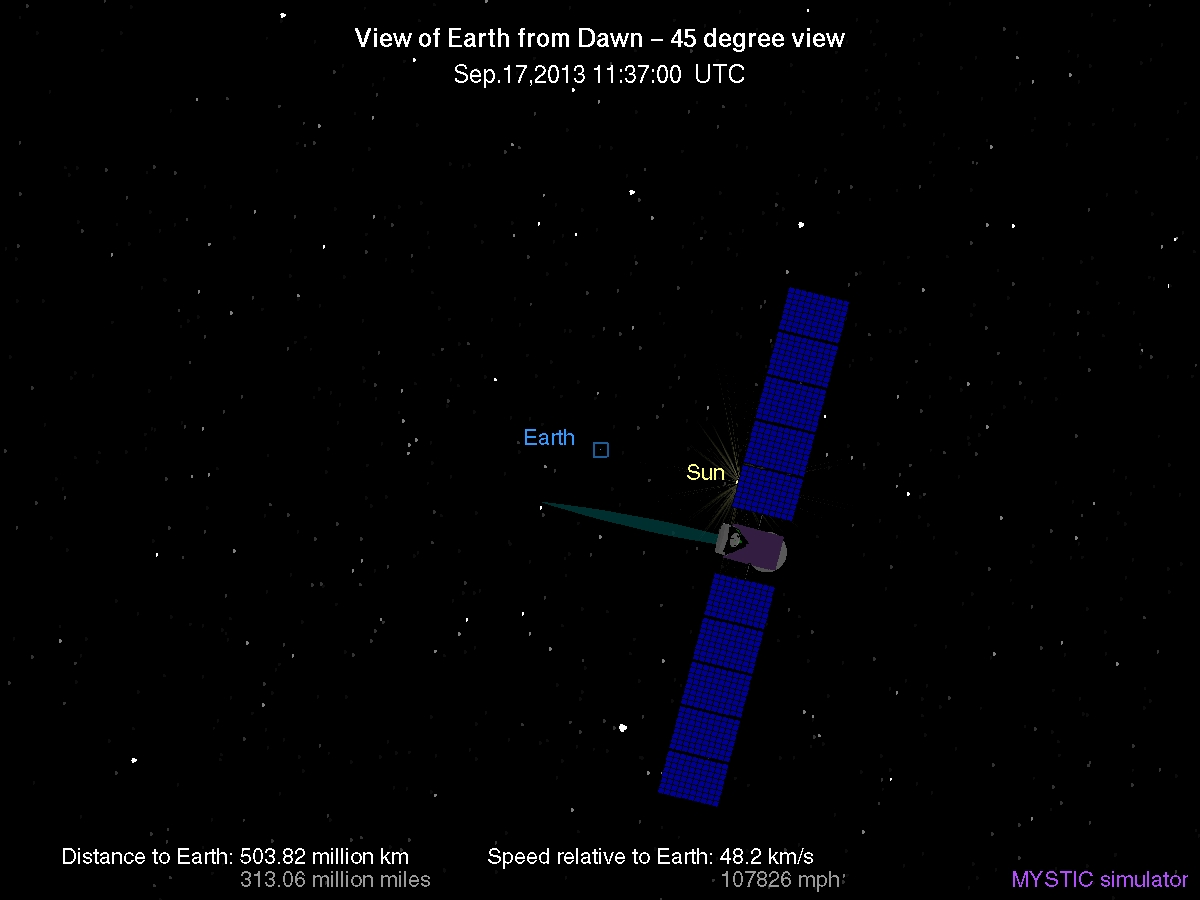 View of Earth from Dawn – 45 degree view
Sep.17,2013 11:37:00 UTC
Earth
Sun
Distance to Earth: 503.82 million km
313.06 million miles
Speed relative to Earth: 48.2 km/s
107826 mph
MYSTIC simulator